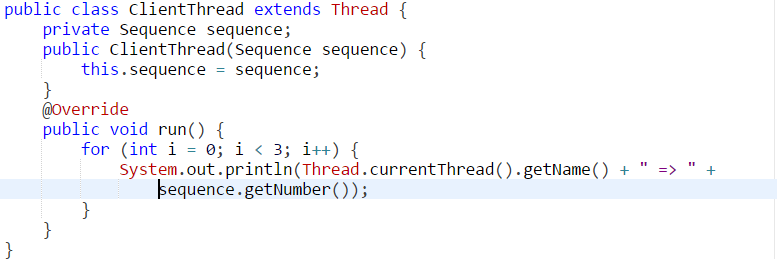 public class ClientThread extends Thread {
    private Sequence sequence;
    public ClientThread(Sequence sequence) {
        this.sequence = sequence;
    }
    @Override
    public void run() {
        for (int i = 0; i < 3; i++) {
            System.out.println(Thread.currentThread().getName() + " => " +
                sequence.getNumber());
        }
    }
}